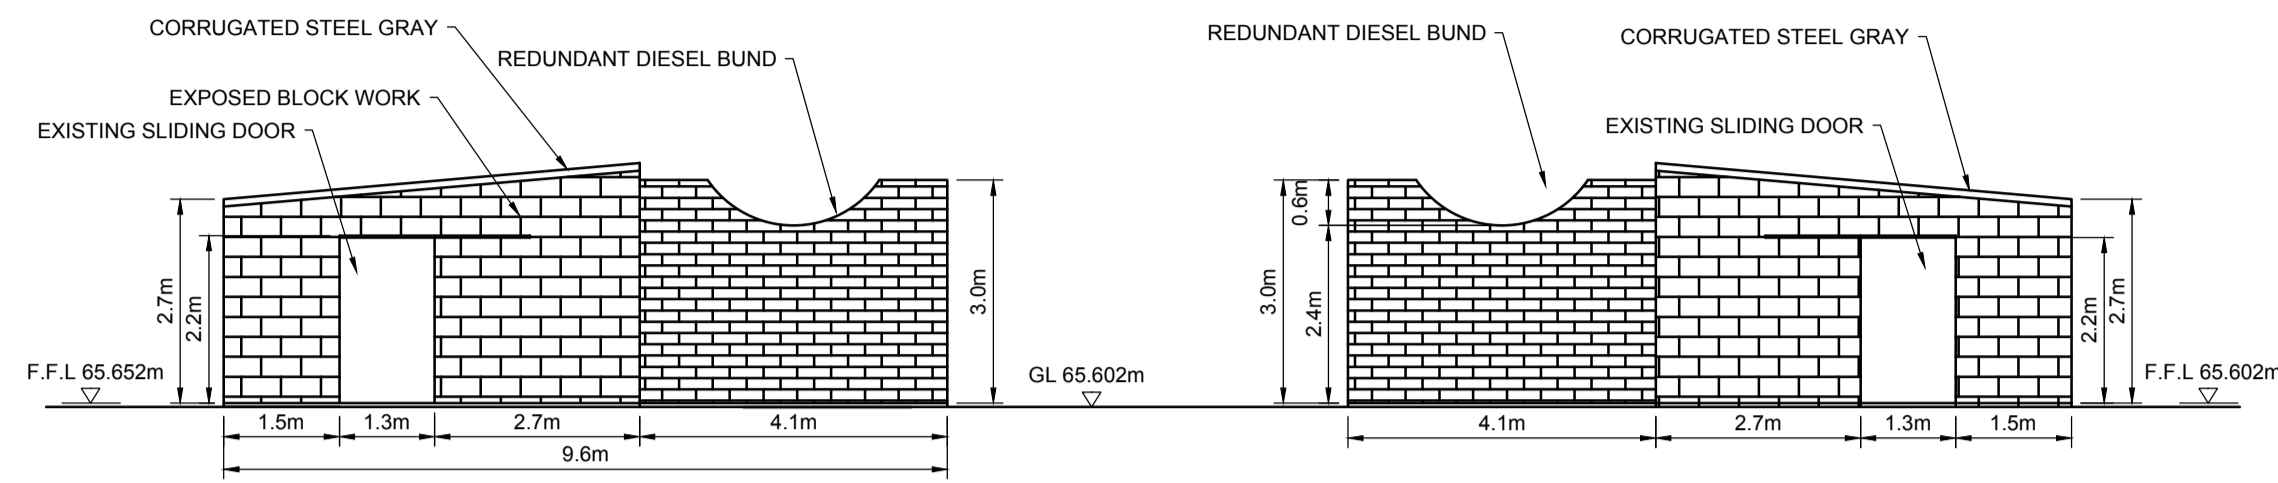 CORRUGATED STEEL GRAY
REDUNDANT DIESEL BUND
EXPOSED BLOCK WORK
EXISTING SLIDING DOOR
2.7m
2.2m
3.0m
F.F.L 65.652m
1.5m
1.3m
2.7m
4.1m
9.6m
GL 65.602m
REDUNDANT DIESEL BUND
CORRUGATED STEEL GRAY
EXISTING SLIDING DOOR
0.6m
3.0m
2.4m
2.2m
2.7m
F.F.L 65.602m
4.1m
2.7m
1.3m
1.5m